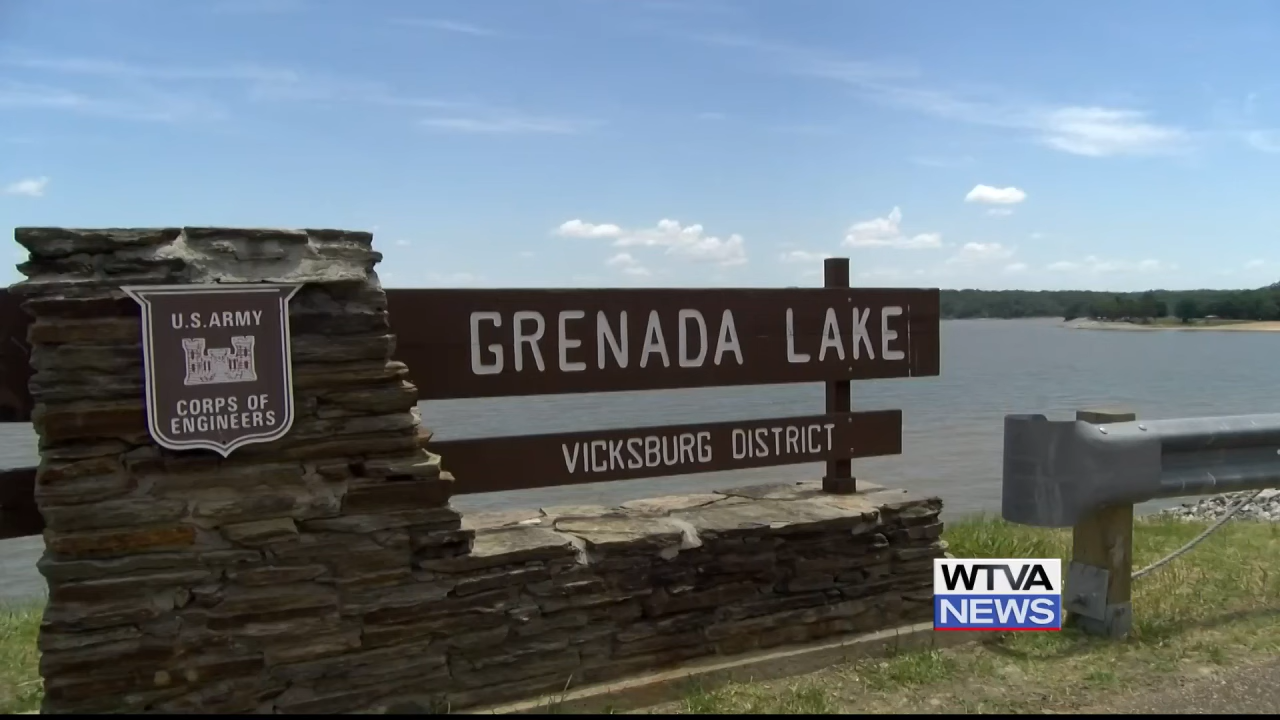 U.S. ARMY
CORPS OF
ENGINEERS
GRENADA LAKE
VICKSBURG DISTRICT
WTVA
NEWS